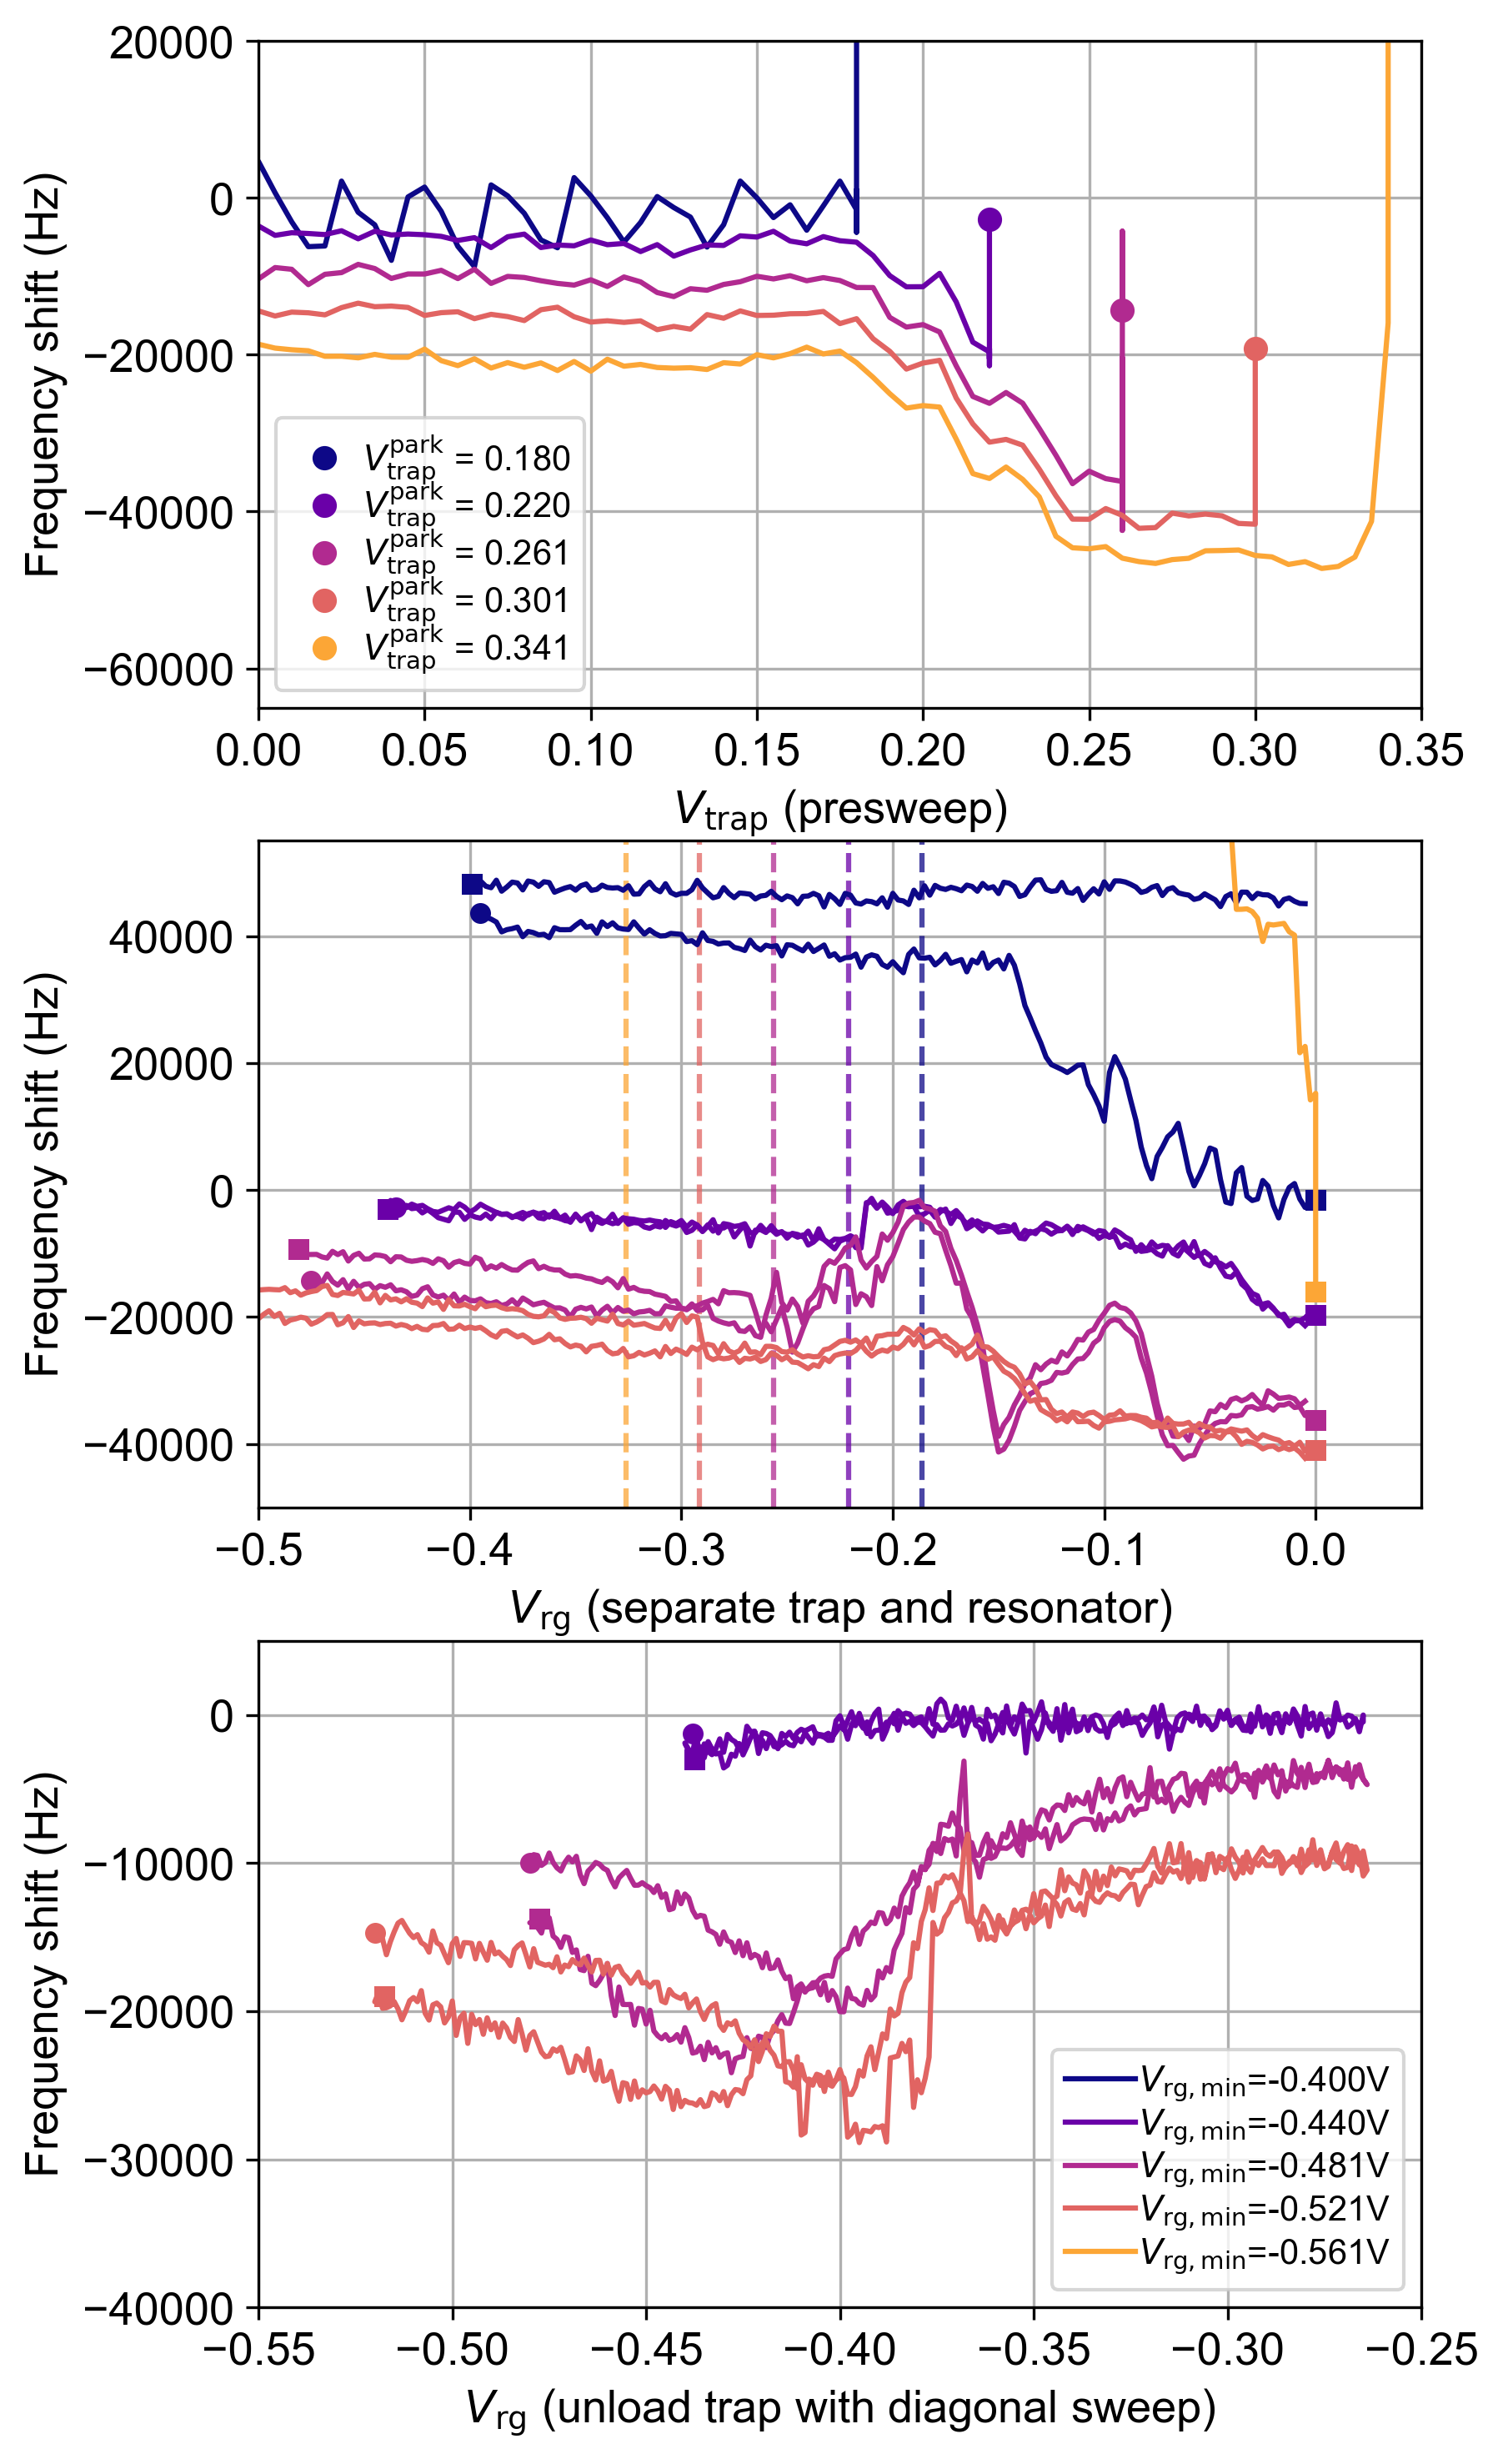 20000
0
−20000
−40000
−60000
Frequency shift (Hz)
V_trap^park = 0.180
V_trap^park = 0.220
V_trap^park = 0.261
V_trap^park = 0.301
V_trap^park = 0.341
0.00 0.05 0.10 0.15 0.20 0.25 0.30 0.35
V_trap (presweep)
40000
20000
0
−20000
−40000
Frequency shift (Hz)
−0.5 −0.4 −0.3 −0.2 −0.1 0.0
V_rg (separate trap and resonator)
0
−10000
−20000
−30000
−40000
Frequency shift (Hz)
V_rg, min=-0.400V
V_rg, min=-0.440V
V_rg, min=-0.481V
V_rg, min=-0.521V
V_rg, min=-0.561V
−0.55 −0.50 −0.45 −0.40 −0.35 −0.30 −0.25
V_rg (unload trap with diagonal sweep)